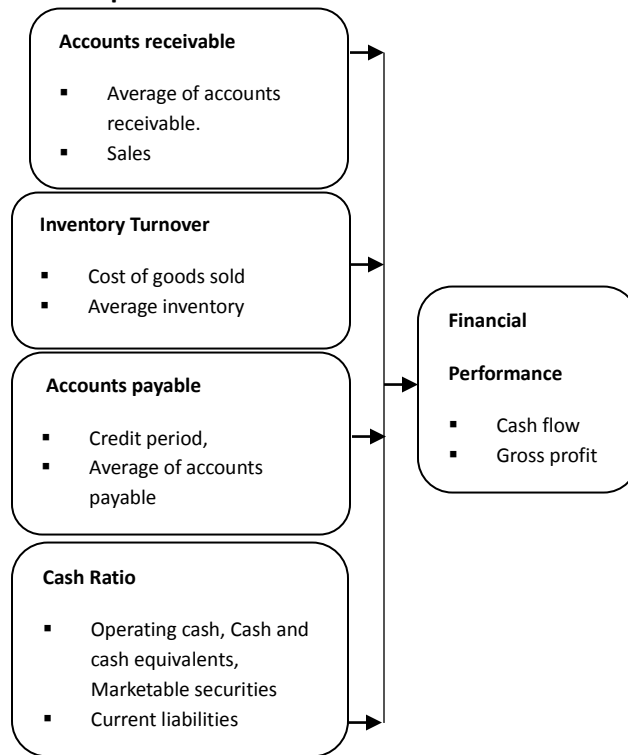 Accounts receivable
▪ Average of accounts
receivable.
▪ Sales
Inventory Turnover
▪ Cost of goods sold
▪ Average inventory
Accounts payable
▪ Credit period,
▪ Average of accounts
payable
Cash Ratio
▪ Operating cash, Cash and
cash equivalents,
Marketable securities
▪ Current liabilities
Financial
Performance
▪ Cash flow
▪ Gross profit